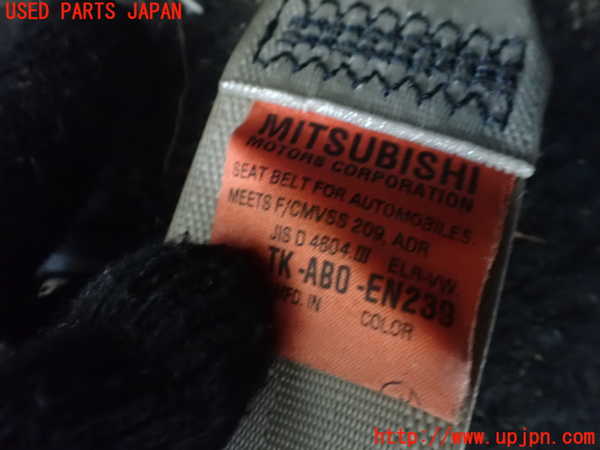 USED PARTS JAPAN
MITSUBISHI
MOTORS CORPORATION
SEAT BELT FOR AUTOMOBILES.
MEETS F/CMVSS 209, ADR
JIS D 4604 III ELR-VW
TK-AB0-EN239
MFD. IN COLOR
http://www.upjpn.com/